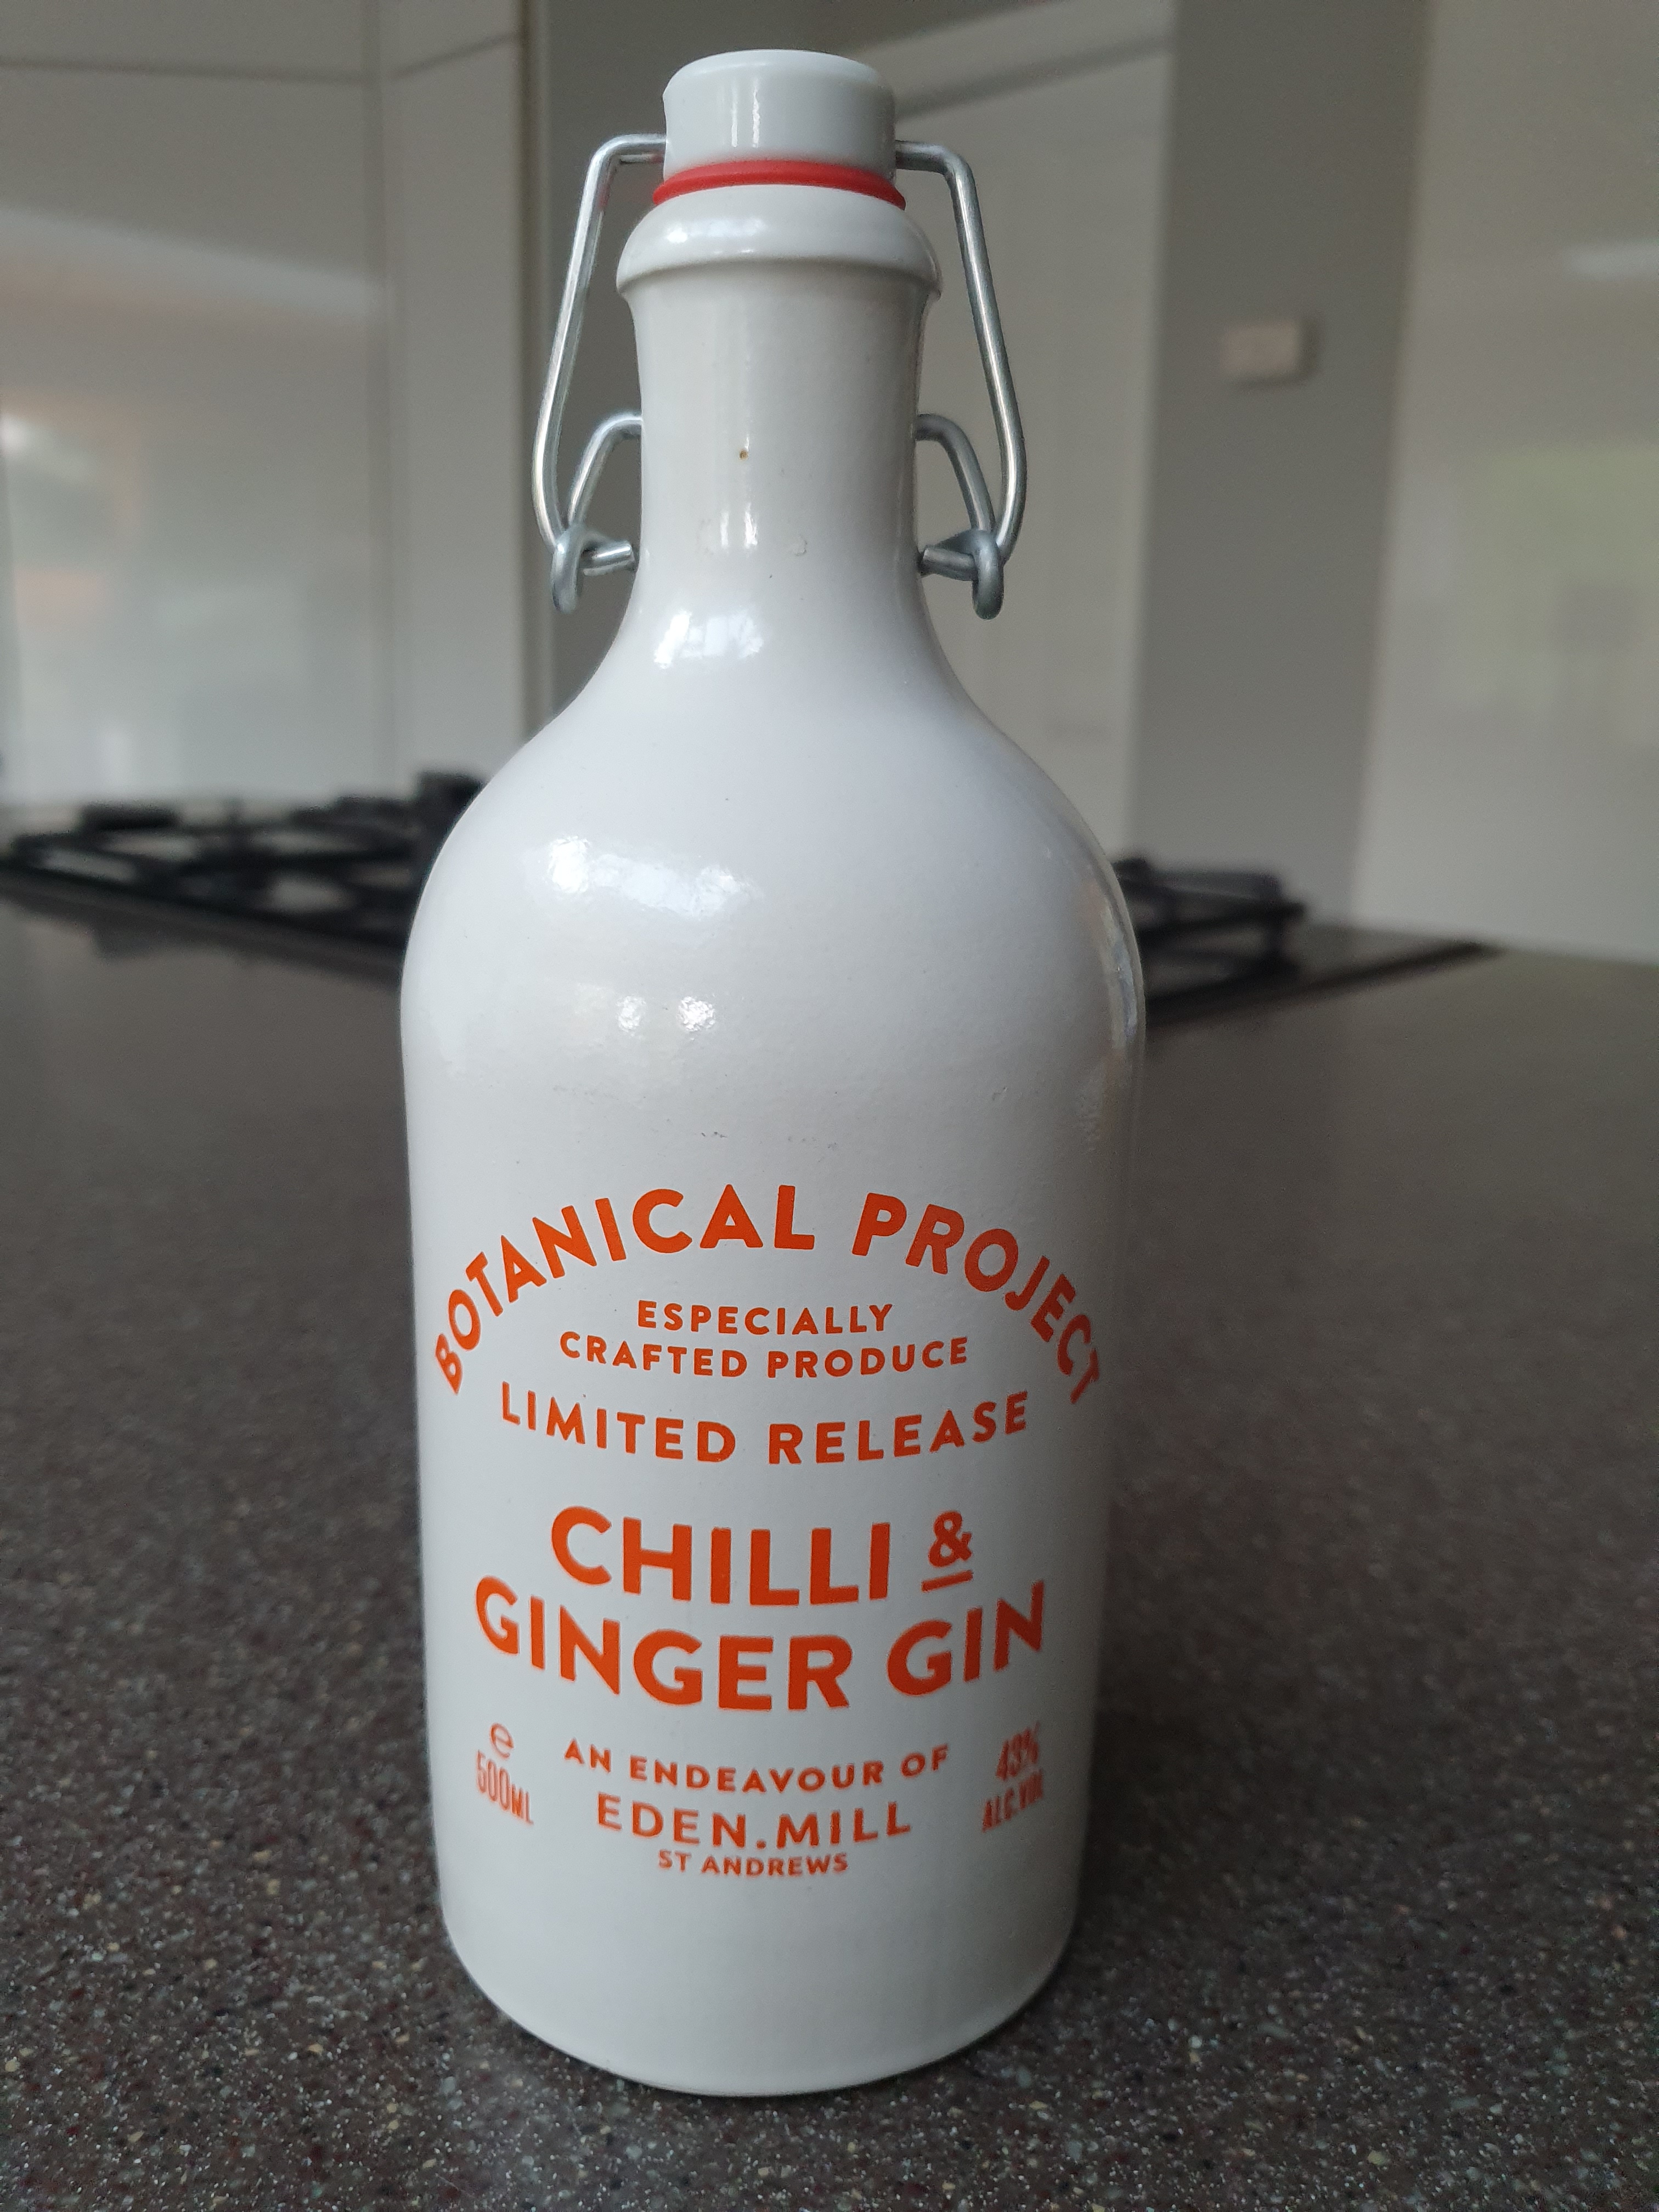 BOTANICAL PROJECT
ESPECIALLY
CRAFTED PRODUCE
LIMITED RELEASE
CHILLI &
GINGER GIN
℮
500ML
AN ENDEAVOUR OF
EDEN.MILL
ST ANDREWS
43%
ALC.VOL